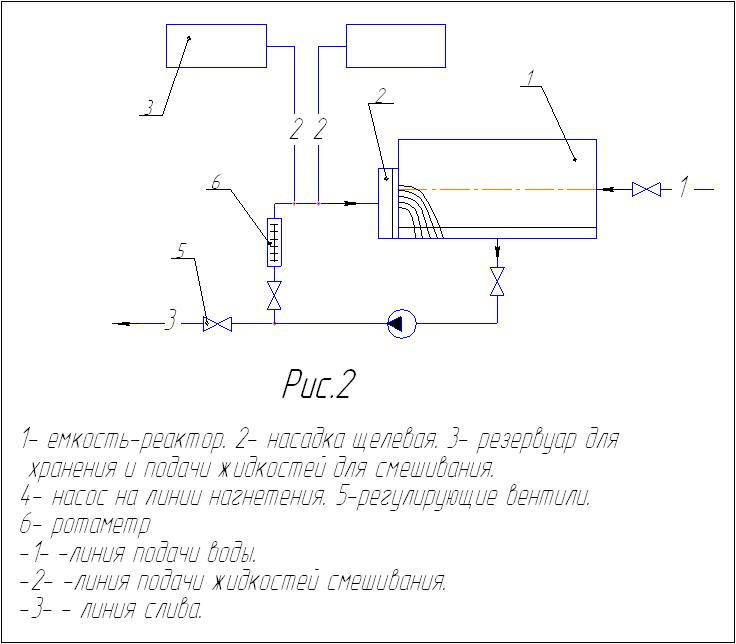 1
2
3
2 2
6
1
5
3
Рис.2
1- емкость-реактор. 2- насадка щелевая. 3- резервуар для
хранения и подачи жидкостей для смешивания.
4- насос на линии нагнетения. 5-регулирующие вентили.
6- ротаметр
-1- -линия подачи воды.
-2- -линия подачи жидкостей смешивания.
-3- - линия слива.